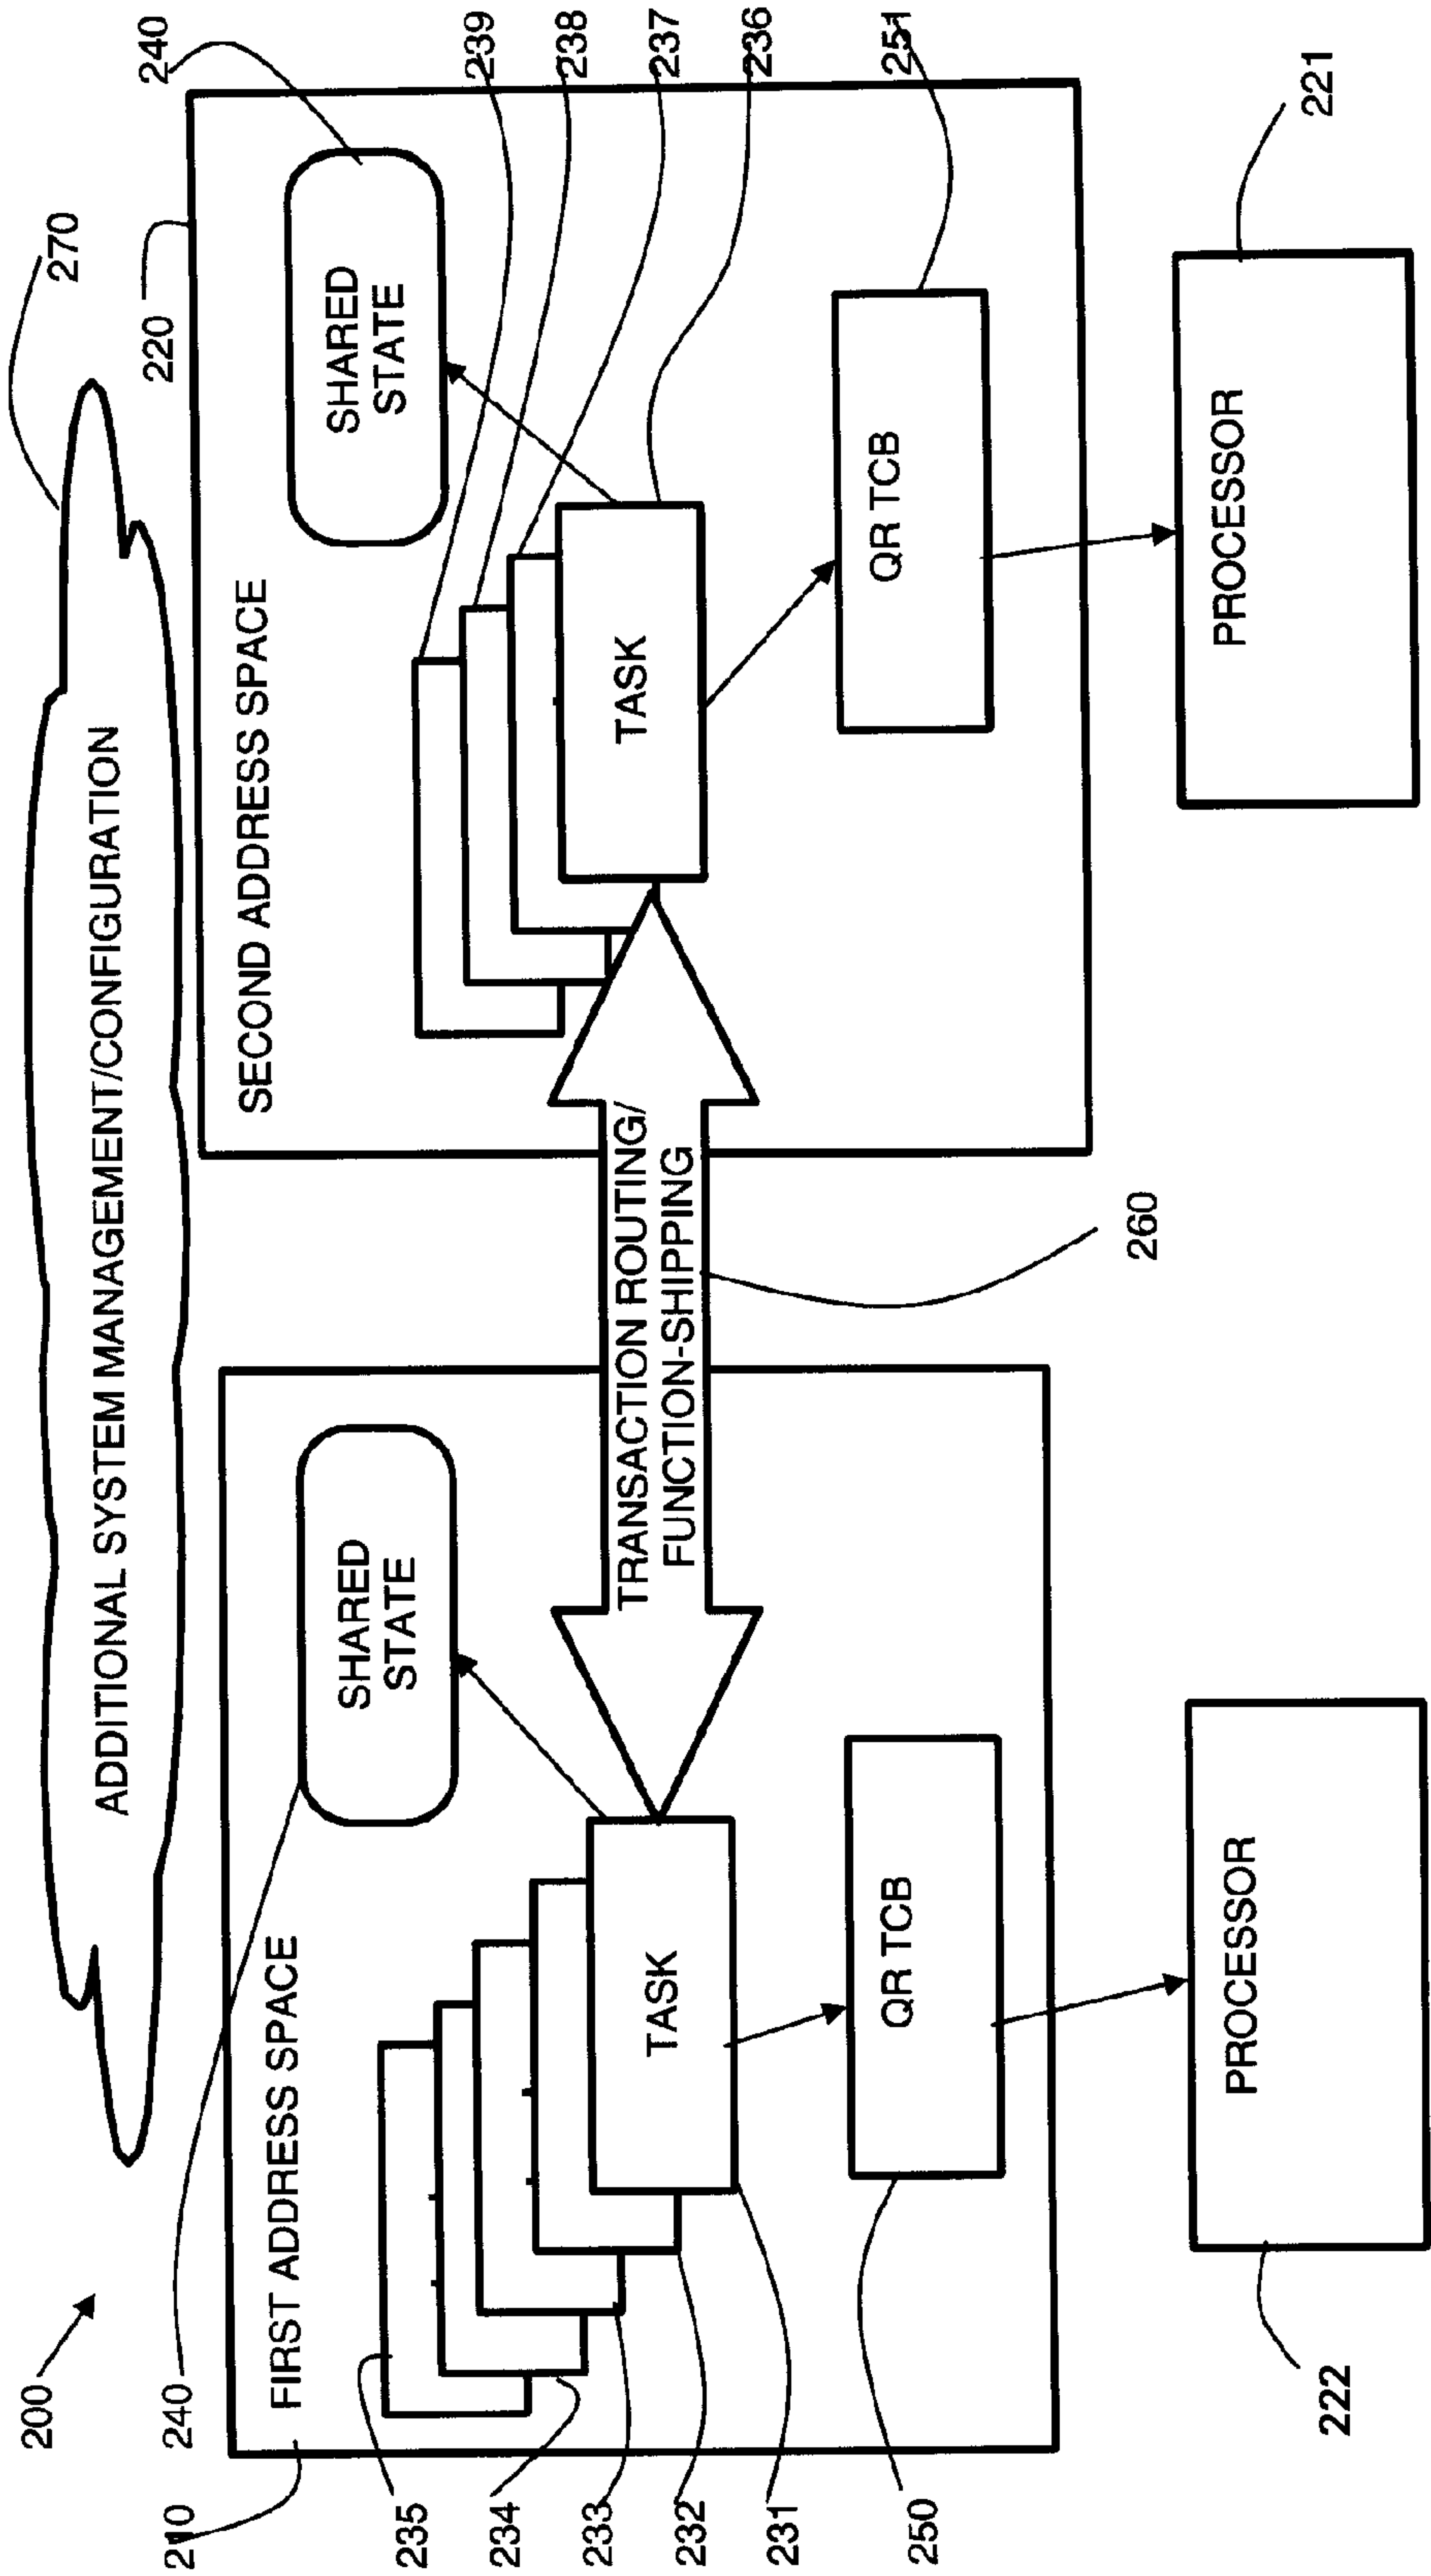 200
270
ADDITIONAL SYSTEM MANAGEMENT/CONFIGURATION
210
240
220
240
FIRST ADDRESS SPACE
SHARED
STATE
235
234
233
232
231
TASK
QR TCB
250
TRANSACTION ROUTING/
FUNCTION-SHIPPING
260
SECOND ADDRESS SPACE
SHARED
STATE
239
238
237
236
TASK
QR TCB
251
PROCESSOR
222
PROCESSOR
221